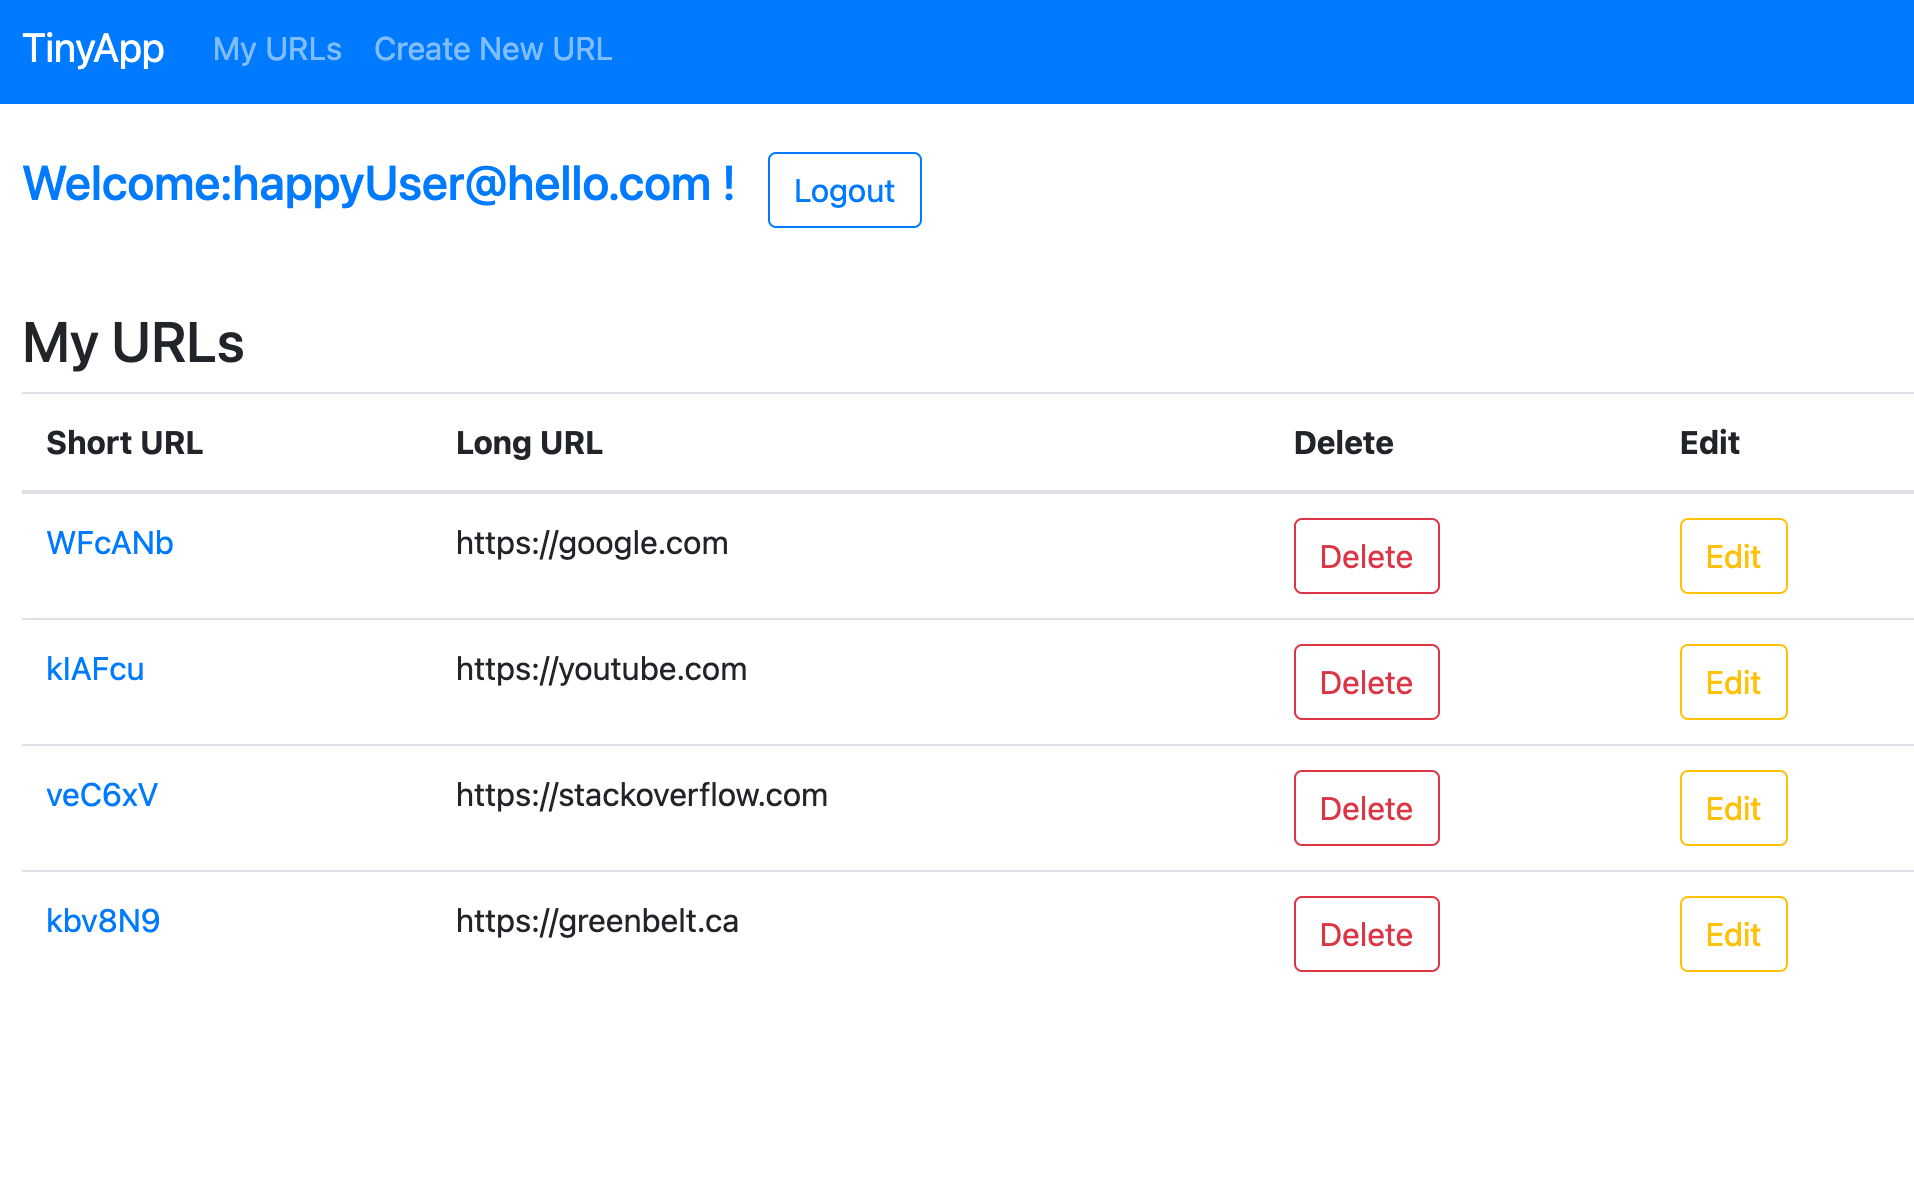 TinyApp My URLs Create New URL
Welcome:happyUser@hello.com ! Logout
My URLs
Short URL Long URL Delete Edit
WFcANb https://google.com Delete Edit
kIAFcu https://youtube.com Delete Edit
veC6xV https://stackoverflow.com Delete Edit
kbv8N9 https://greenbelt.ca Delete Edit